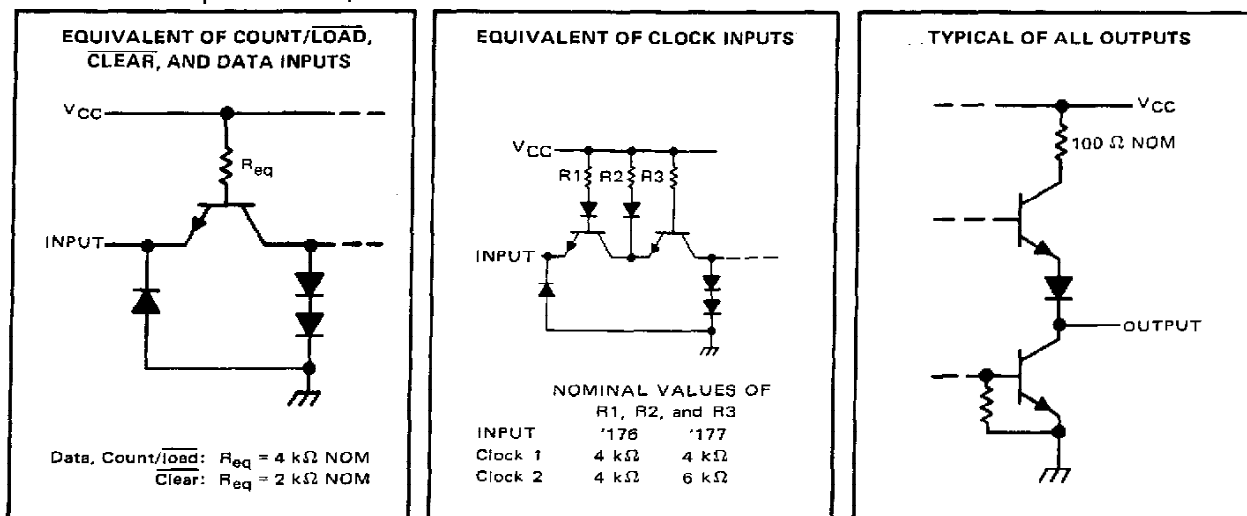 EQUIVALENT OF COUNT/LOAD,
CLEAR, AND DATA INPUTS
VCC
Req
INPUT
Data, Count/load: Req = 4 kΩ NOM
Clear: Req = 2 kΩ NOM
EQUIVALENT OF CLOCK INPUTS
VCC
R1 R2 R3
INPUT
NOMINAL VALUES OF
R1, R2, and R3
INPUT '176 '177
Clock 1 4 kΩ 4 kΩ
Clock 2 4 kΩ 6 kΩ
TYPICAL OF ALL OUTPUTS
VCC
100 Ω NOM
OUTPUT